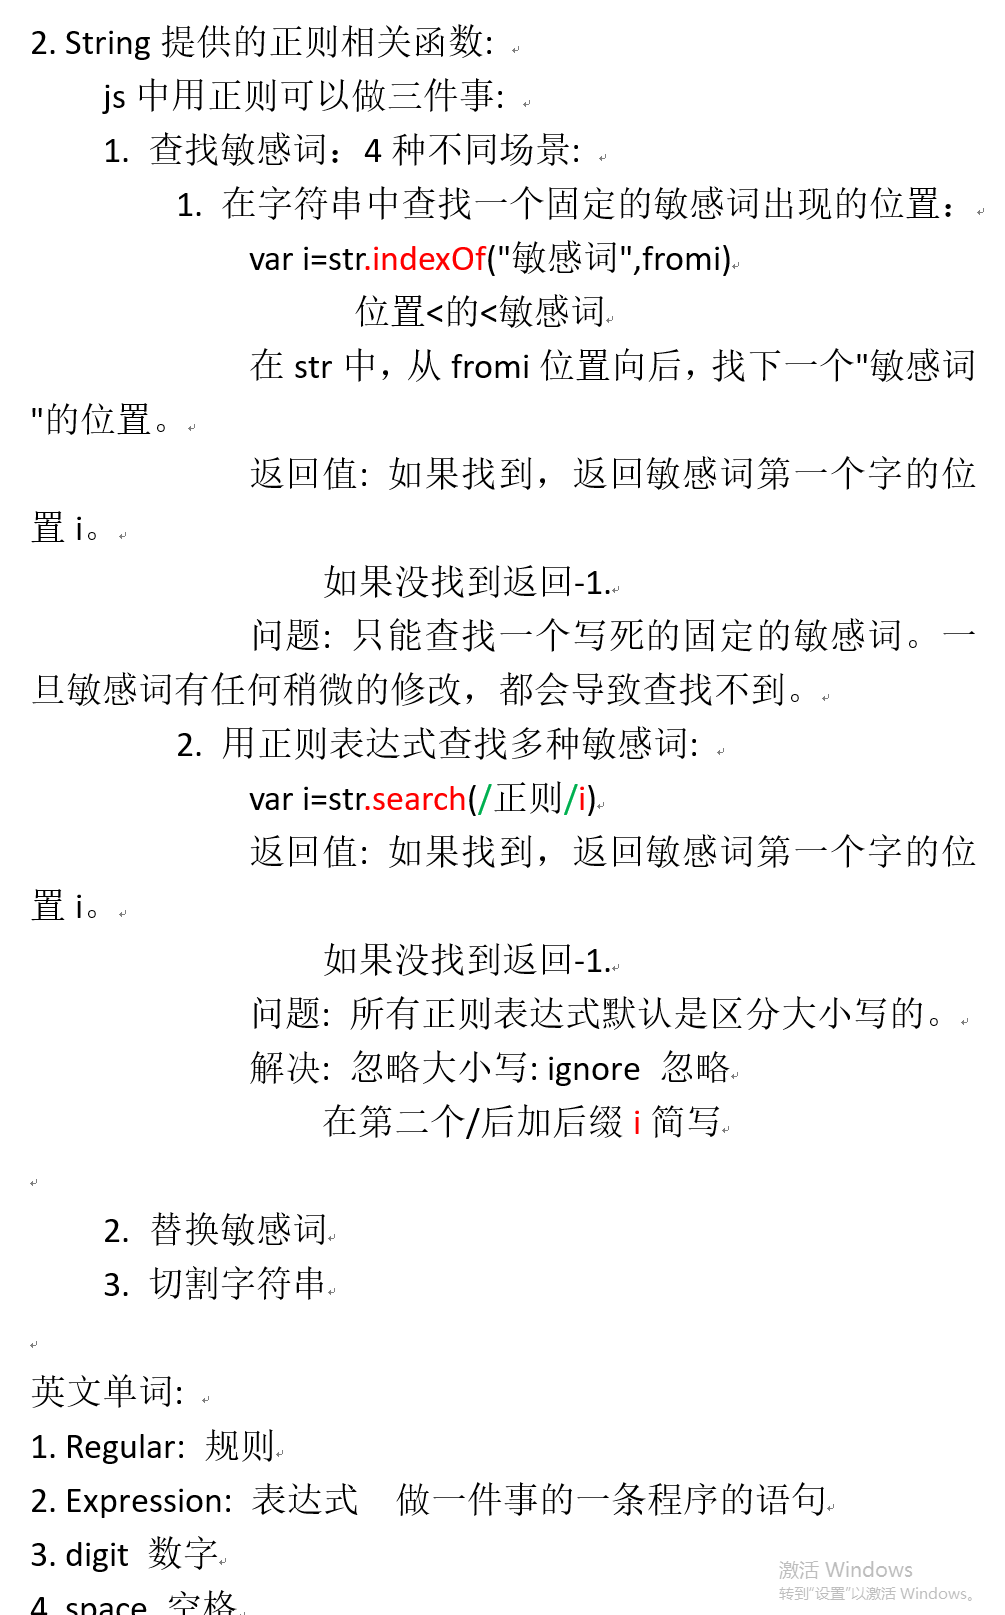 2. String 提供的正则相关函数:
js 中用正则可以做三件事:
1. 查找敏感词：4 种不同场景:
1. 在字符串中查找一个固定的敏感词出现的位置：
var i=str.indexOf("敏感词",fromi)
位置<的<敏感词
在 str 中，从 fromi 位置向后，找下一个"敏感词
"的位置。
返回值: 如果找到，返回敏感词第一个字的位
置 i。
如果没找到返回-1.
问题: 只能查找一个写死的固定的敏感词。一
旦敏感词有任何稍微的修改，都会导致查找不到。
2. 用正则表达式查找多种敏感词:
var i=str.search(/正则/i)
返回值: 如果找到，返回敏感词第一个字的位
置 i。
如果没找到返回-1.
问题: 所有正则表达式默认是区分大小写的。
解决: 忽略大小写: ignore 忽略
在第二个/后加后缀 i 简写
2. 替换敏感词
3. 切割字符串
英文单词:
1. Regular: 规则
2. Expression: 表达式 做一件事的一条程序的语句
3. digit 数字
4. space 空格
激活 Windows
转到"设置"以激活 Windows。